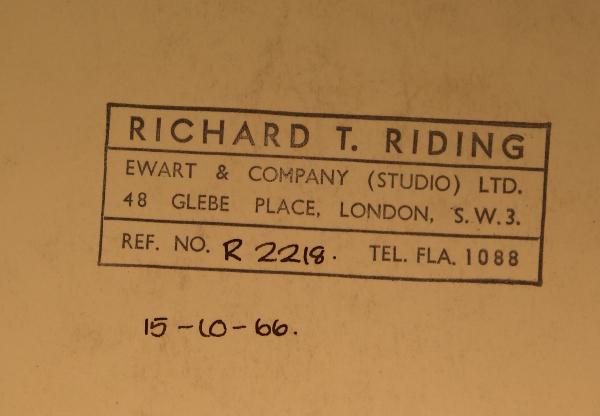 RICHARD T. RIDING
EWART & COMPANY (STUDIO) LTD.
48 GLEBE PLACE, LONDON, S.W.3.
REF. NO. R 2218. TEL. FLA. 1088
15-10-66.